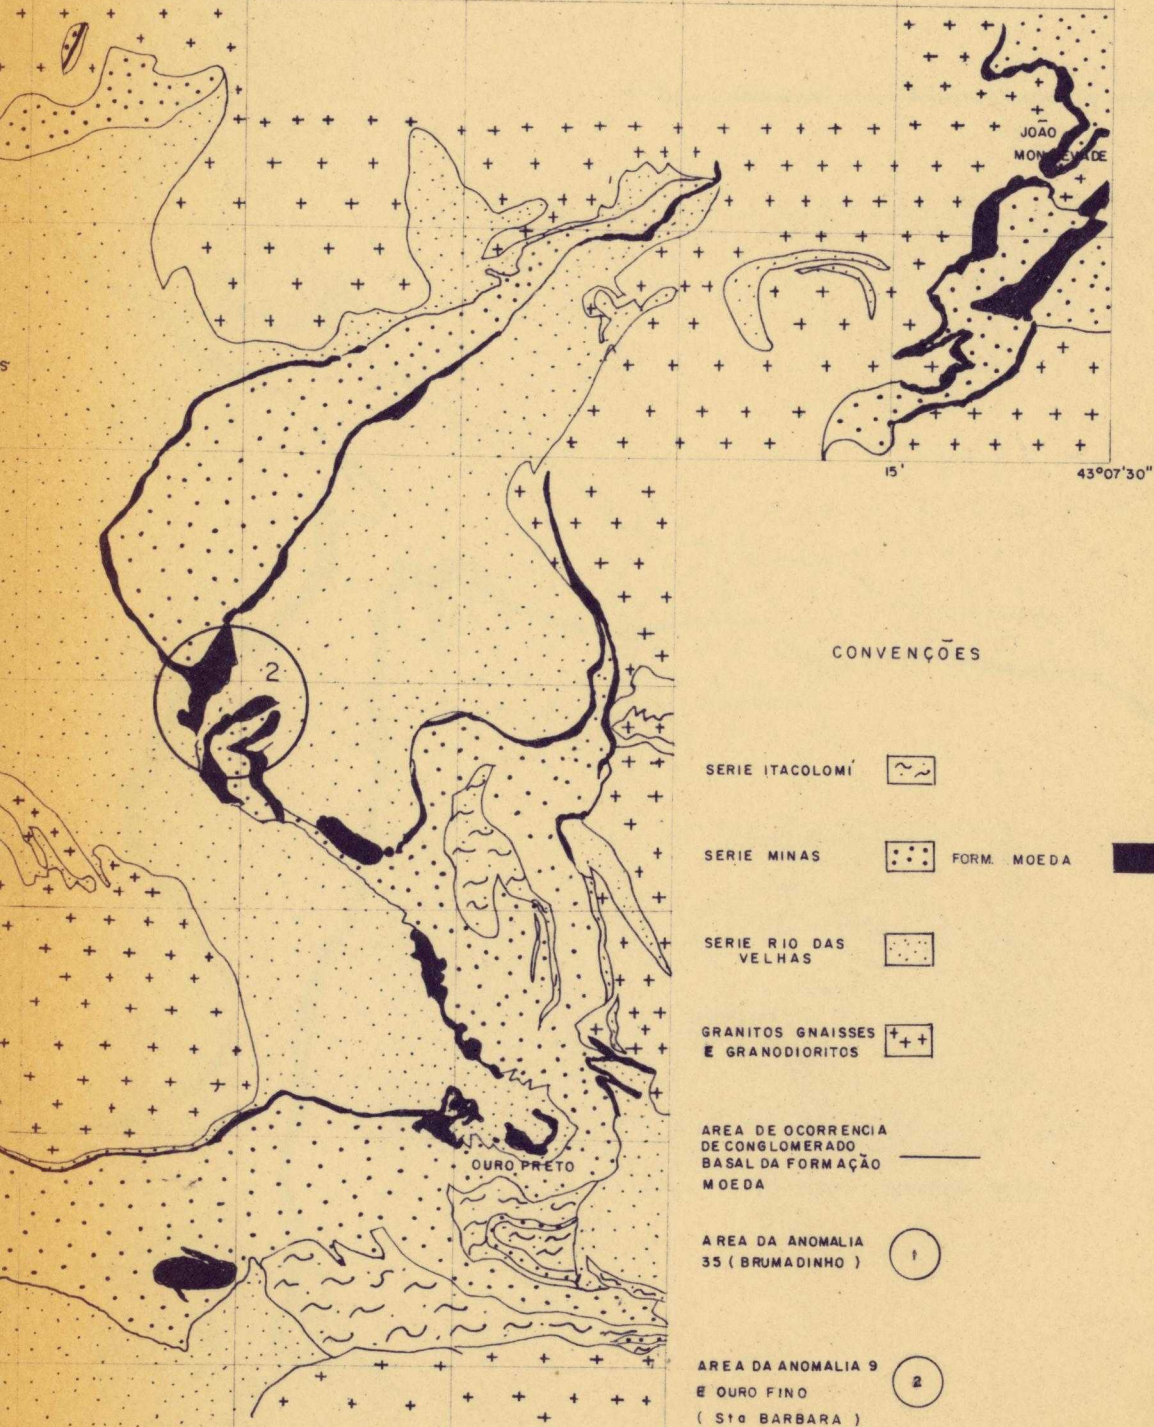 JOÃO
MONLEVADE
S
15'
43°07'30"
2
CONVENÇÕES
SERIE ITACOLOMÍ
SERIE MINAS
FORM. MOEDA
SERIE RIO DAS
VELHAS
GRANITOS GNAISSES
E GRANODIORITOS
AREA DE OCORRENCIA
DE CONGLOMERADO
BASAL DA FORMAÇÃO
MOEDA
OURO PRETO
AREA DA ANOMALIA
35 ( BRUMADINHO )
1
AREA DA ANOMALIA 9
E OURO FINO
( Sta BARBARA )
2